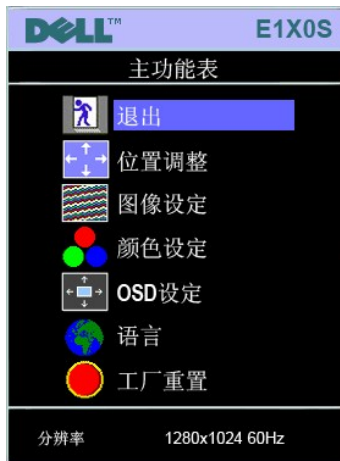 DELL™ E1X0S
主功能表
退出
位置调整
图像设定
颜色设定
OSD设定
语言
工厂重置
分辨率 1280x1024 60Hz